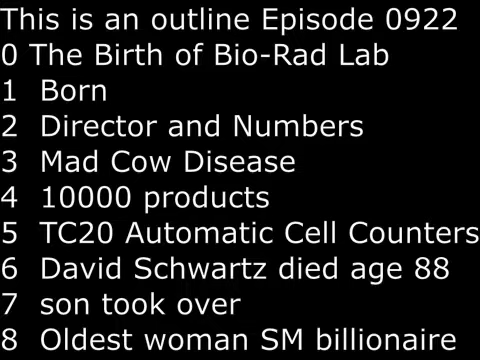 This is an outline Episode 0922
0 The Birth of Bio-Rad Lab
1 Born
2 Director and Numbers
3 Mad Cow Disease
4 10000 products
5 TC20 Automatic Cell Counters
6 David Schwartz died age 88
7 son took over
8 Oldest woman SM billionaire